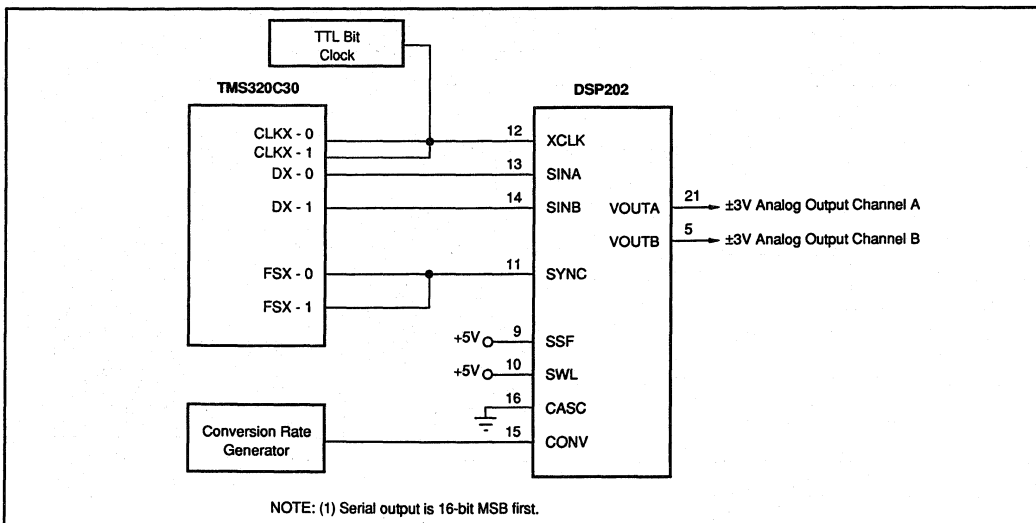 TTL Bit
Clock
TMS320C30
DSP202
CLKX - 0
12
XCLK
CLKX - 1
13
DX - 0
SINA
14
DX - 1
SINB
VOUTA
21
±3V Analog Output Channel A
VOUTB
5
±3V Analog Output Channel B
FSX - 0
11
SYNC
FSX - 1
+5V
9
SSF
+5V
10
SWL
16
CASC
Conversion Rate
Generator
15
CONV
NOTE: (1) Serial output is 16-bit MSB first.